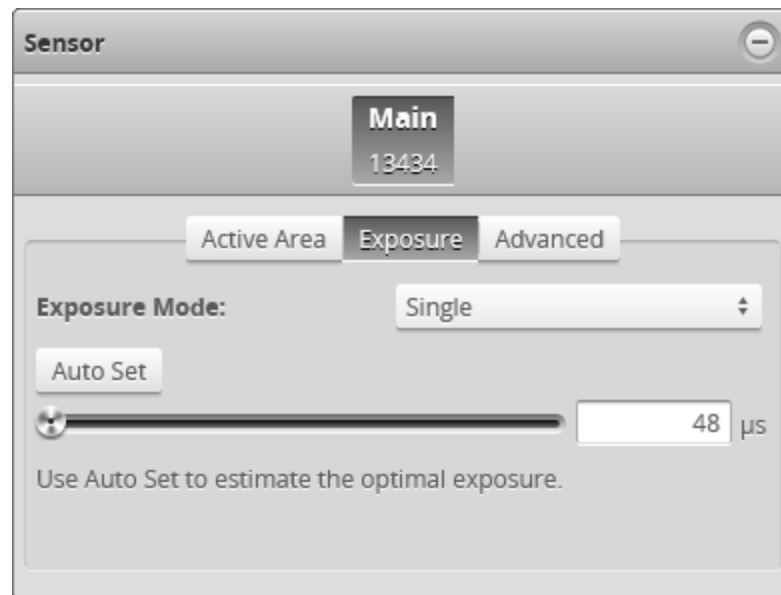 Sensor
Main
13434
Active Area Exposure Advanced
Exposure Mode: Single
Auto Set
48 µs
Use Auto Set to estimate the optimal exposure.